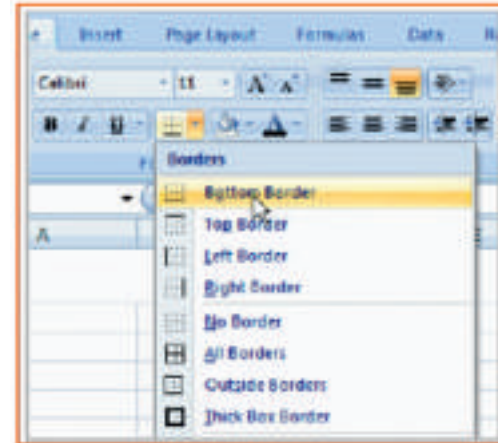 Insert Page Layout Formulas Data
Calibri 11 A A
B I U A
Borders
Bottom Border
Top Border
A
Left Border
Right Border
No Border
All Borders
Outside Borders
Thick Box Border